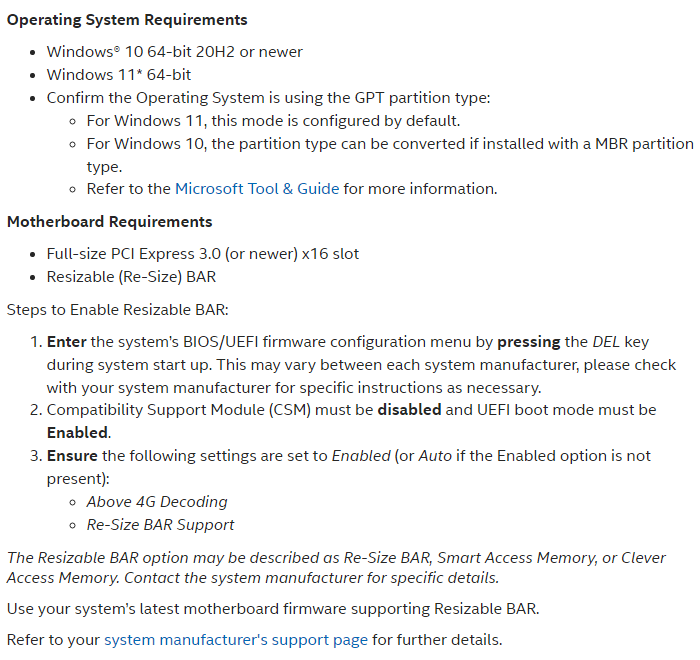 Operating System Requirements
• Windows® 10 64-bit 20H2 or newer
• Windows 11* 64-bit
• Confirm the Operating System is using the GPT partition type:
◦ For Windows 11, this mode is configured by default.
◦ For Windows 10, the partition type can be converted if installed with a MBR partition
type.
◦ Refer to the Microsoft Tool & Guide for more information.
Motherboard Requirements
• Full-size PCI Express 3.0 (or newer) x16 slot
• Resizable (Re-Size) BAR
Steps to Enable Resizable BAR:
1. Enter the system’s BIOS/UEFI firmware configuration menu by pressing the DEL key
during system start up. This may vary between each system manufacturer, please check
with your system manufacturer for specific instructions as necessary.
2. Compatibility Support Module (CSM) must be disabled and UEFI boot mode must be
Enabled.
3. Ensure the following settings are set to Enabled (or Auto if the Enabled option is not
present):
◦ Above 4G Decoding
◦ Re-Size BAR Support
The Resizable BAR option may be described as Re-Size BAR, Smart Access Memory, or Clever
Access Memory. Contact the system manufacturer for specific details.
Use your system’s latest motherboard firmware supporting Resizable BAR.
Refer to your system manufacturer's support page for further details.